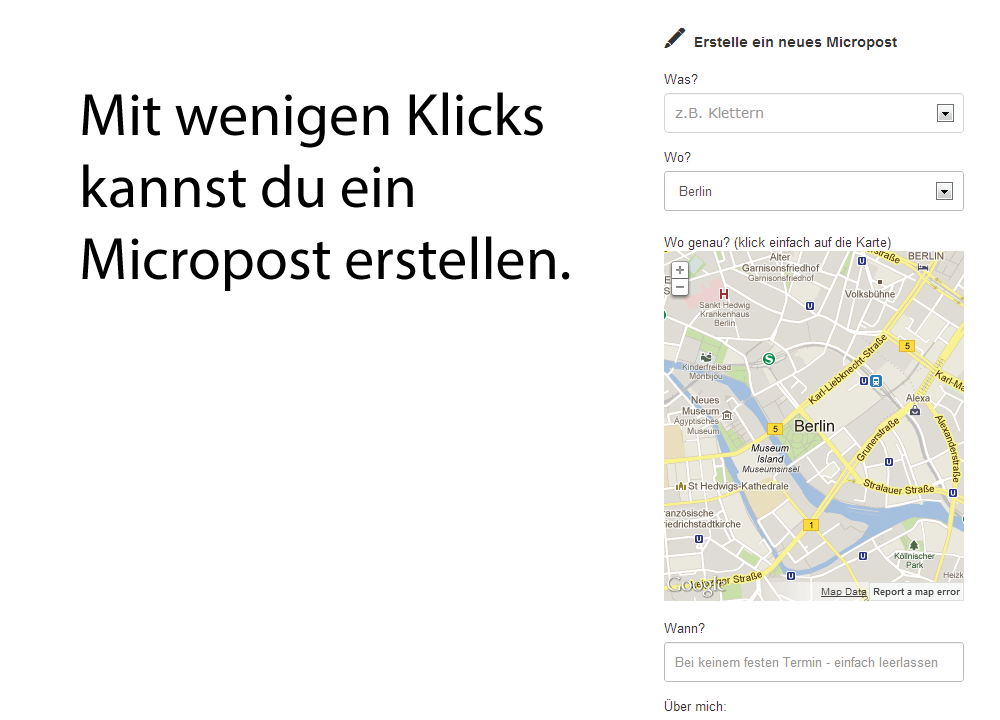 Mit wenigen Klicks
kannst du ein
Micropost erstellen.
Erstelle ein neues Micropost
Was?
z.B. Klettern
Wo?
Berlin
Wo genau? (klick einfach auf die Karte)
Alter
Garnisonsfriedhof
Garnisonsfriedhof
BERLIN
Volksbühne
H
Sankt Hedwig
Krankenhaus
Berlin
Kinderfreibad
Monbijou
S
5
Karl-Liebknecht-Straße
Karl-Ma
Neues
Museum
Ägyptisches
Museum
Alexa
5
Berlin
Grunerstraße
Alexanderstraße
Museum
Island
Museumsinsel
St Hedwigs-Kathedrale
Stralauer Straße
anzösische
iedrichstadtkirche
1
Köllnischer
Park
Heizk
Google
Straße
Map Data
Report a map error
Wann?
Bei keinem festen Termin - einfach leerlassen
Über mich: